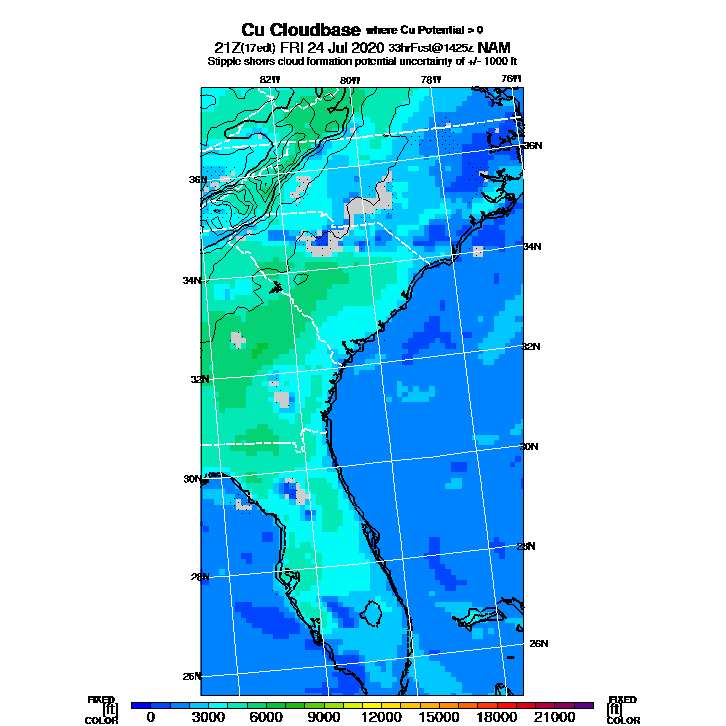 Cu Cloudbase where Cu Potential > 0
21Z(17edt) FRI 24 Jul 2020 33hrFcst@1425z NAM
Stipple shows cloud formation potential uncertainty of +/- 1000 ft
82W 80W 78W 76W
36N
36N
34N
34N
32N
32N
30N
30N
28N
28N
26N
26N
FIXED FIXED
[ft] [ft]
COLOR COLOR
0 3000 6000 9000 12000 15000 18000 21000